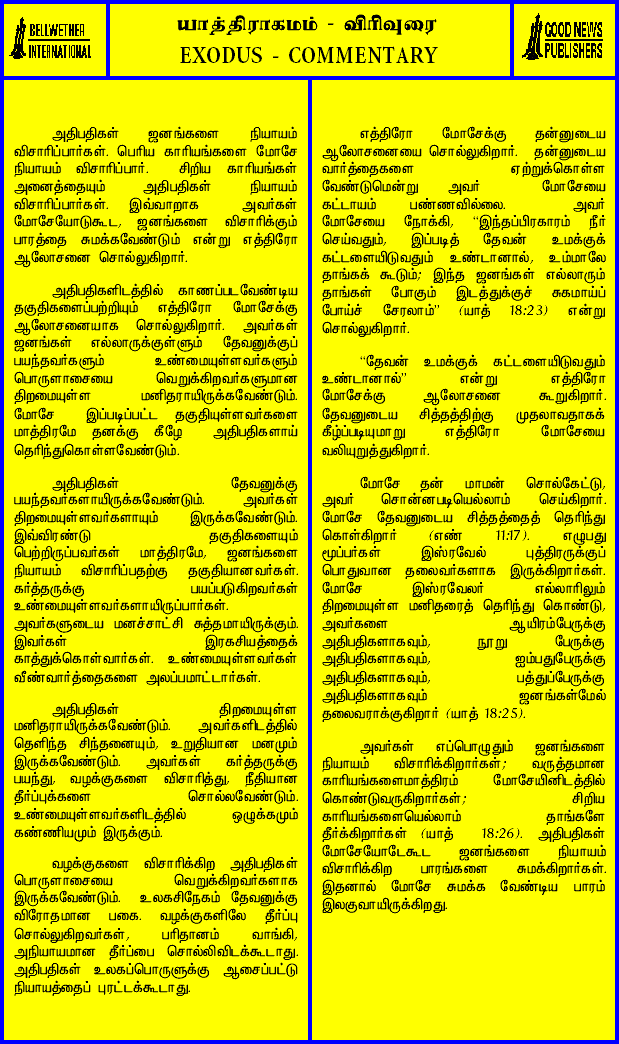 BELLWETHER
INTERNATIONAL
யாத்திராகமம் - விரிவுரை
EXODUS - COMMENTARY
GOOD NEWS
PUBLISHERS
அதிபதிகள் ஜனங்களை நியாயம்
விசாரிப்பார்கள். பெரிய காரியங்களை மோசே
நியாயம் விசாரிப்பார். சிறிய காரியங்கள்
அனைத்தையும் அதிபதிகள் நியாயம்
விசாரிப்பார்கள். இவ்வாறாக அவர்கள்
மோசேயோடுகூட, ஜனங்களை விசாரிக்கும்
பாரத்தை சுமக்கவேண்டும் என்று எத்திரோ
ஆலோசனை சொல்லுகிறார்.
அதிபதிகளிடத்தில் காணப்படவேண்டிய
தகுதிகளைப்பற்றியும் எத்திரோ மோசேக்கு
ஆலோசனையாக சொல்லுகிறார். அவர்கள்
ஜனங்கள் எல்லாருக்குள்ளும் தேவனுக்குப்
பயந்தவர்களும் உண்மையுள்ளவர்களும்
பொருளாசையை வெறுக்கிறவர்களுமான
திறமையுள்ள மனிதராயிருக்கவேண்டும்.
மோசே இப்படிப்பட்ட தகுதியுள்ளவர்களை
மாத்திரமே தனக்கு கீழே அதிபதிகளாய்
தெரிந்துகொள்ளவேண்டும்.
அதிபதிகள் தேவனுக்கு
பயந்தவர்களாயிருக்கவேண்டும். அவர்கள்
திறமையுள்ளவர்களாயும் இருக்கவேண்டும்.
இவ்விரண்டு தகுதிகளையும்
பெற்றிருப்பவர்கள் மாத்திரமே, ஜனங்களை
நியாயம் விசாரிப்பதற்கு தகுதியானவர்கள்.
கர்த்தருக்கு பயப்படுகிறவர்கள்
உண்மையுள்ளவர்களாயிருப்பார்கள்.
அவர்களுடைய மனச்சாட்சி சுத்தமாயிருக்கும்.
இவர்கள் இரகசியத்தைக்
காத்துக்கொள்வார்கள். உண்மையுள்ளவர்கள்
வீண்வார்த்தைகளை அலப்பமாட்டார்கள்.
அதிபதிகள் திறமையுள்ள
மனிதராயிருக்கவேண்டும். அவர்களிடத்தில்
தெளிந்த சிந்தனையும், உறுதியான மனமும்
இருக்கவேண்டும். அவர்கள் கர்த்தருக்கு
பயந்து, வழக்குகளை விசாரித்து, நீதியான
தீர்ப்புக்களை சொல்லவேண்டும்.
உண்மையுள்ளவர்களிடத்தில் ஒழுக்கமும்
கண்ணியமும் இருக்கும்.
வழக்குகளை விசாரிக்கிற அதிபதிகள்
பொருளாசையை வெறுக்கிறவர்களாக
இருக்கவேண்டும். உலகசிநேகம் தேவனுக்கு
விரோதமான பகை. வழக்குகளிலே தீர்ப்பு
சொல்லுகிறவர்கள், பரிதானம் வாங்கி,
அநியாயமான தீர்ப்பை சொல்லிவிடக்கூடாது.
அதிபதிகள் உலகப்பொருளுக்கு ஆசைப்பட்டு
நியாயத்தைப் புரட்டக்கூடாது.
எத்திரோ மோசேக்கு தன்னுடைய
ஆலோசனையை சொல்லுகிறார். தன்னுடைய
வார்த்தைகளை ஏற்றுக்கொள்ள
வேண்டுமென்று அவர் மோசேயை
கட்டாயம் பண்ணவில்லை. அவர்
மோசேயை நோக்கி, “இந்தப்பிரகாரம் நீர்
செய்வதும், இப்படித் தேவன் உமக்குக்
கட்டளையிடுவதும் உண்டானால், உம்மாலே
தாங்கக் கூடும்; இந்த ஜனங்கள் எல்லாரும்
தாங்கள் போகும் இடத்துக்குச் சுகமாய்ப்
போய்ச் சேரலாம்” (யாத் 18:23) என்று
சொல்லுகிறார்.
“தேவன் உமக்குக் கட்டளையிடுவதும்
உண்டானால்” என்று எத்திரோ
மோசேக்கு ஆலோசனை கூறுகிறார்.
தேவனுடைய சித்தத்திற்கு முதலாவதாகக்
கீழ்ப்படியுமாறு எத்திரோ மோசேயை
வலியுறுத்துகிறார்.
மோசே தன் மாமன் சொல்கேட்டு,
அவர் சொன்னபடியெல்லாம் செய்கிறார்.
மோசே தேவனுடைய சித்தத்தைத் தெரிந்து
கொள்கிறார் (எண் 11:17). எழுபது
மூப்பர்கள் இஸ்ரவேல் புத்திரருக்குப்
பொதுவான தலைவர்களாக இருக்கிறார்கள்.
மோசே இஸ்ரவேலர் எல்லாரிலும்
திறமையுள்ள மனிதரைத் தெரிந்து கொண்டு,
அவர்களை ஆயிரம்பேருக்கு
அதிபதிகளாகவும், நூறு பேருக்கு
அதிபதிகளாகவும், ஐம்பதுபேருக்கு
அதிபதிகளாகவும், பத்துப்பேருக்கு
அதிபதிகளாகவும் ஜனங்கள்மேல்
தலைவராக்குகிறார் (யாத் 18:25).
அவர்கள் எப்பொழுதும் ஜனங்களை
நியாயம் விசாரிக்கிறார்கள்; வருத்தமான
காரியங்களைமாத்திரம் மோசேயினிடத்தில்
கொண்டுவருகிறார்கள்; சிறிய
காரியங்களையெல்லாம் தாங்களே
தீர்க்கிறார்கள் (யாத் 18:26). அதிபதிகள்
மோசேயோடேகூட ஜனங்களை நியாயம்
விசாரிக்கிற பாரங்களை சுமக்கிறார்கள்.
இதனால் மோசே சுமக்க வேண்டிய பாரம்
இலகுவாயிருக்கிறது.